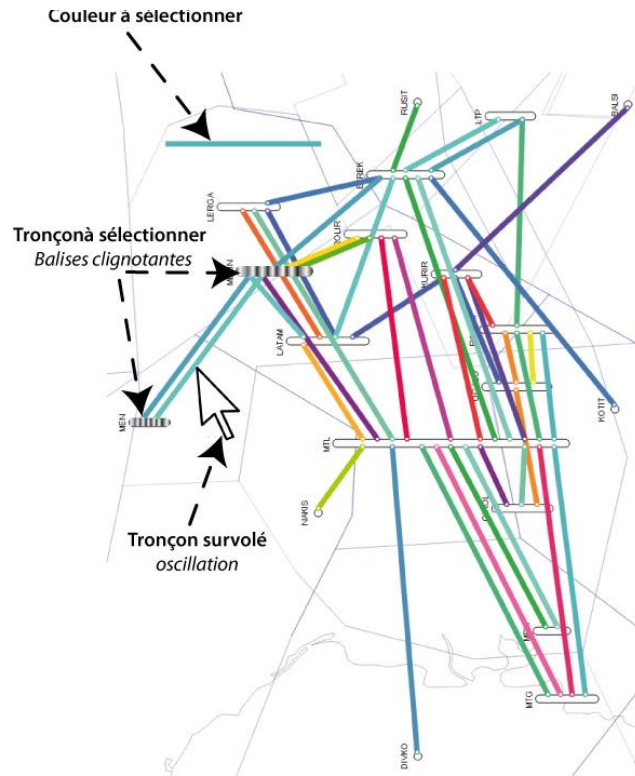 Couleur à sélectionner
RUSIT
LTP
BALSI
LERGA
Tronçonà sélectionner
Balises clignotantes
LATAM
MEN
MTL
KOTIT
NAKIS
Tronçon survolé
oscillation
MTG
DIVKO